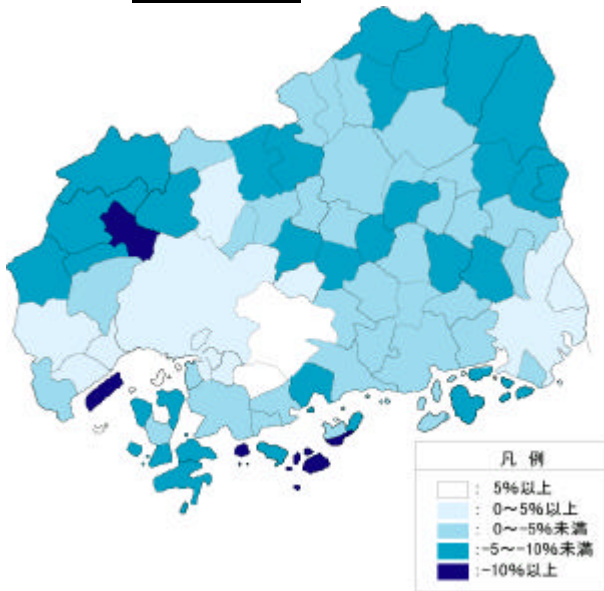 凡 例
: 5%以上
: 0～5%以上
: 0～-5%未満
:-5～-10%未満
:-10%以上